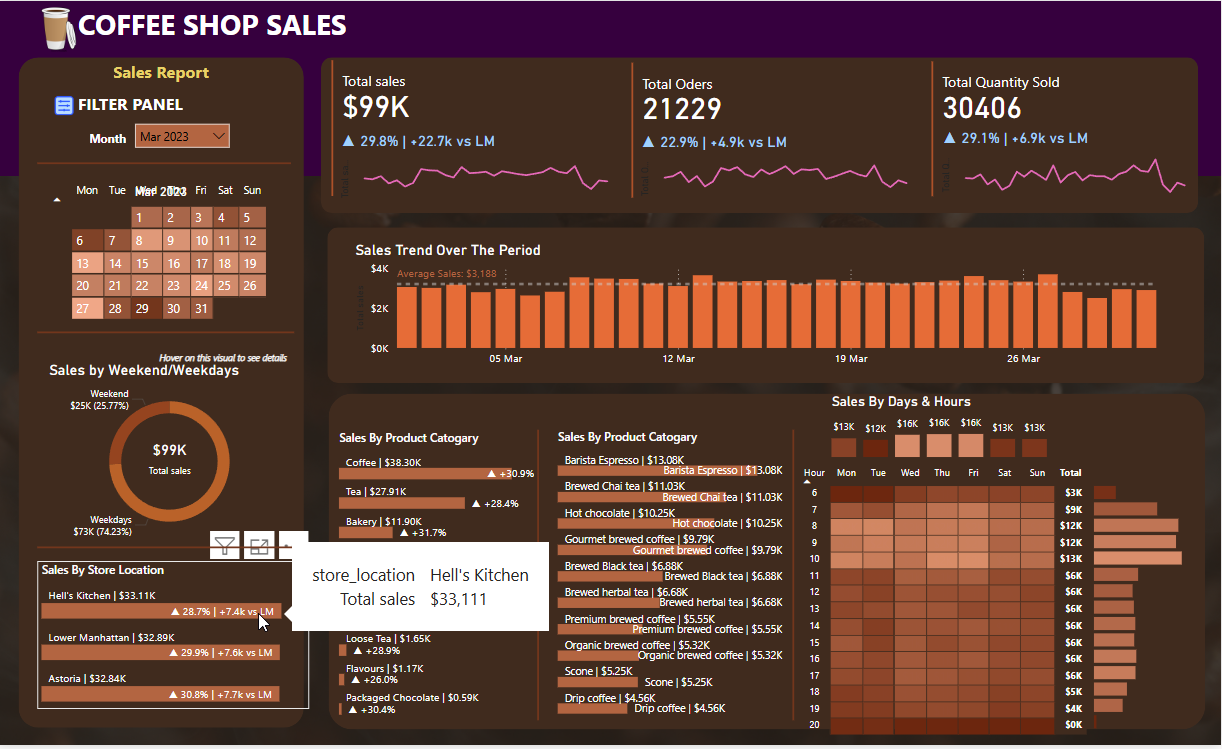 COFFEE SHOP SALES
Sales Report
FILTER PANEL
Month Mar 2023
Mar 2023
Mon Tue Wed Thu Fri Sat Sun
1 2 3 4 5
6 7 8 9 10 11 12
13 14 15 16 17 18 19
20 21 22 23 24 25 26
27 28 29 30 31
Hover on this visual to see details
Sales by Weekend/Weekdays
Weekend
$25K (25.77%)
$99K
Total sales
Weekdays
$73K (74.23%)
Sales By Store Location
Hell's Kitchen | $33.11K
▲ 28.7% | +7.4k vs LM
Lower Manhattan | $32.89K
▲ 29.9% | +7.6k vs LM
Astoria | $32.84K
▲ 30.8% | +7.7k vs LM
store_location Hell's Kitchen
Total sales $33,111
Total sales
$99K
▲ 29.8% | +22.7k vs LM
Total Oders
21229
▲ 22.9% | +4.9k vs LM
Total Quantity Sold
30406
▲ 29.1% | +6.9k vs LM
Sales Trend Over The Period
$4K
Average Sales: $3,188
$2K
$0K
05 Mar 12 Mar 19 Mar 26 Mar
Sales By Product Catogary
Coffee | $38.30K
▲ +30.9%
Tea | $27.91K
▲ +28.4%
Bakery | $11.90K
▲ +31.7%
Loose Tea | $1.65K
▲ +28.9%
Flavours | $1.17K
▲ +26.0%
Packaged Chocolate | $0.59K
▲ +30.4%
Sales By Product Catogary
Barista Espresso | $13.08K
Barista Espresso | $13.08K
Brewed Chai tea | $11.03K
Brewed Chai tea | $11.03K
Hot chocolate | $10.25K
Hot chocolate | $10.25K
Gourmet brewed coffee | $9.79K
Gourmet brewed coffee | $9.79K
Brewed Black tea | $6.88K
Brewed Black tea | $6.88K
Brewed herbal tea | $6.68K
Brewed herbal tea | $6.68K
Premium brewed coffee | $5.55K
Premium brewed coffee | $5.55K
Organic brewed coffee | $5.32K
Organic brewed coffee | $5.32K
Scone | $5.25K
Scone | $5.25K
Drip coffee | $4.56K
Drip coffee | $4.56K
Sales By Days & Hours
$13K $12K $16K $16K $16K $13K $13K
Hour Mon Tue Wed Thu Fri Sat Sun Total
6 $3K
7 $9K
8 $12K
9 $12K
10 $13K
11 $6K
12 $6K
13 $6K
14 $6K
15 $6K
16 $6K
17 $6K
18 $5K
19 $4K
20 $0K